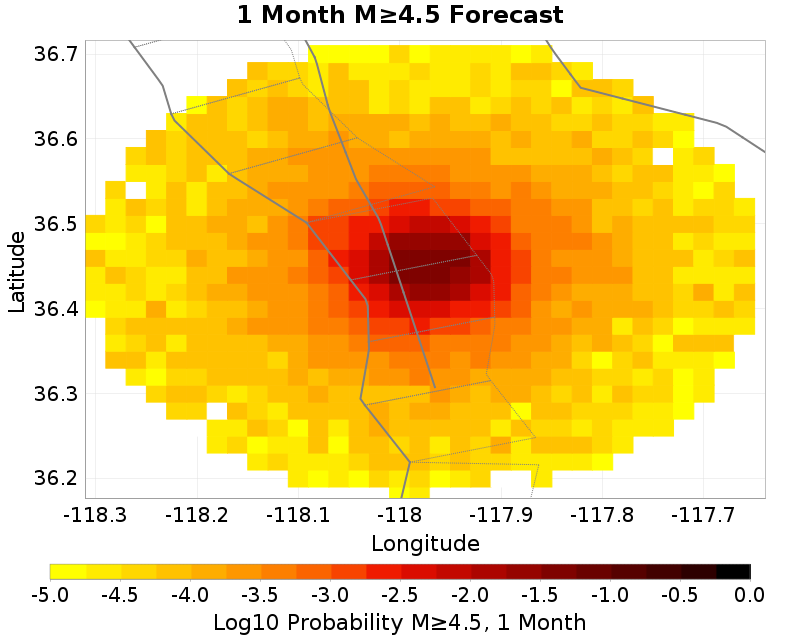 1 Month M≥4.5 Forecast
36.7
36.6
36.5
36.4
36.3
36.2
Latitude
-118.3 -118.2 -118.1 -118 -117.9 -117.8 -117.7
Longitude
-5.0 -4.5 -4.0 -3.5 -3.0 -2.5 -2.0 -1.5 -1.0 -0.5 0.0
Log10 Probability M≥4.5, 1 Month